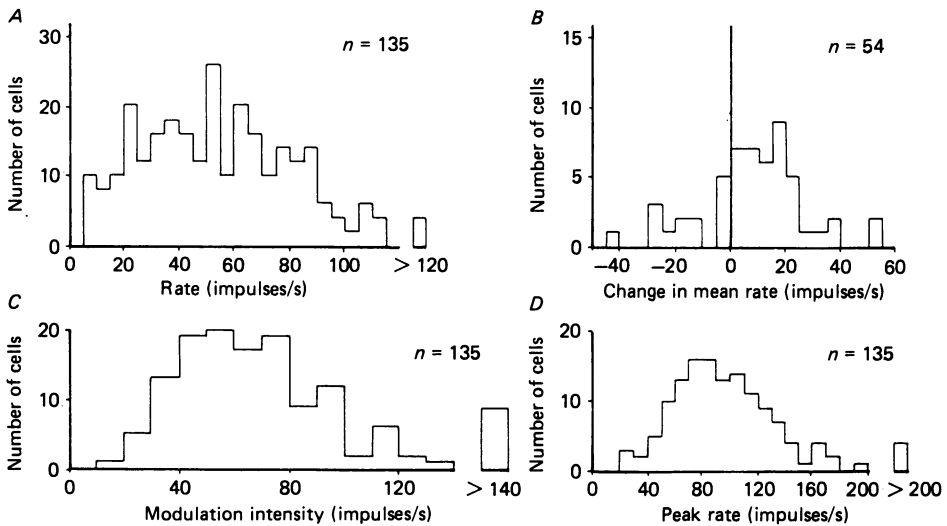 A
Number of cells
30
20
10
0
n = 135
0 20 40 60 80 100 > 120
Rate (impulses/s)
B
Number of cells
15
10
5
0
n = 54
−40 −20 0 20 40 60
Change in mean rate (impulses/s)
C
Number of cells
20
10
0
n = 135
0 40 80 120 > 140
Modulation intensity (impulses/s)
D
Number of cells
20
10
0
n = 135
0 40 80 120 160 200 > 200
Peak rate (impulses/s)